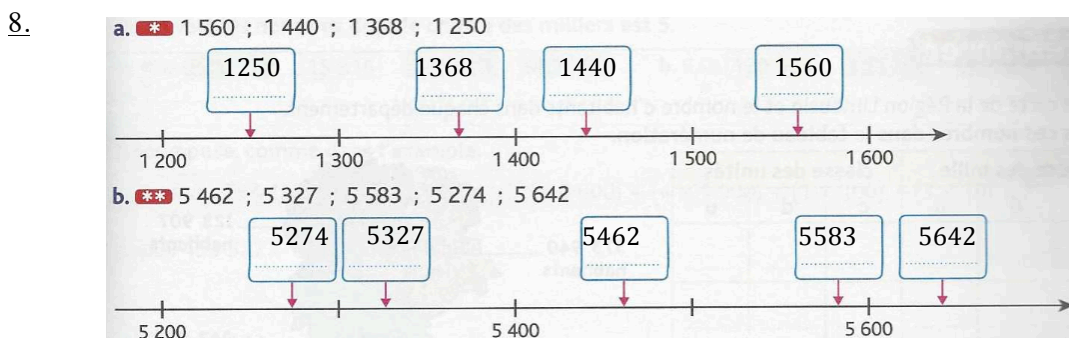 8.
a. * 1 560 ; 1 440 ; 1 368 ; 1 250
1250 1368 1440 1560
1 200 1 300 1 400 1 500 1 600
b. ** 5 462 ; 5 327 ; 5 583 ; 5 274 ; 5 642
5274 5327 5462 5583 5642
5 200 5 400 5 600